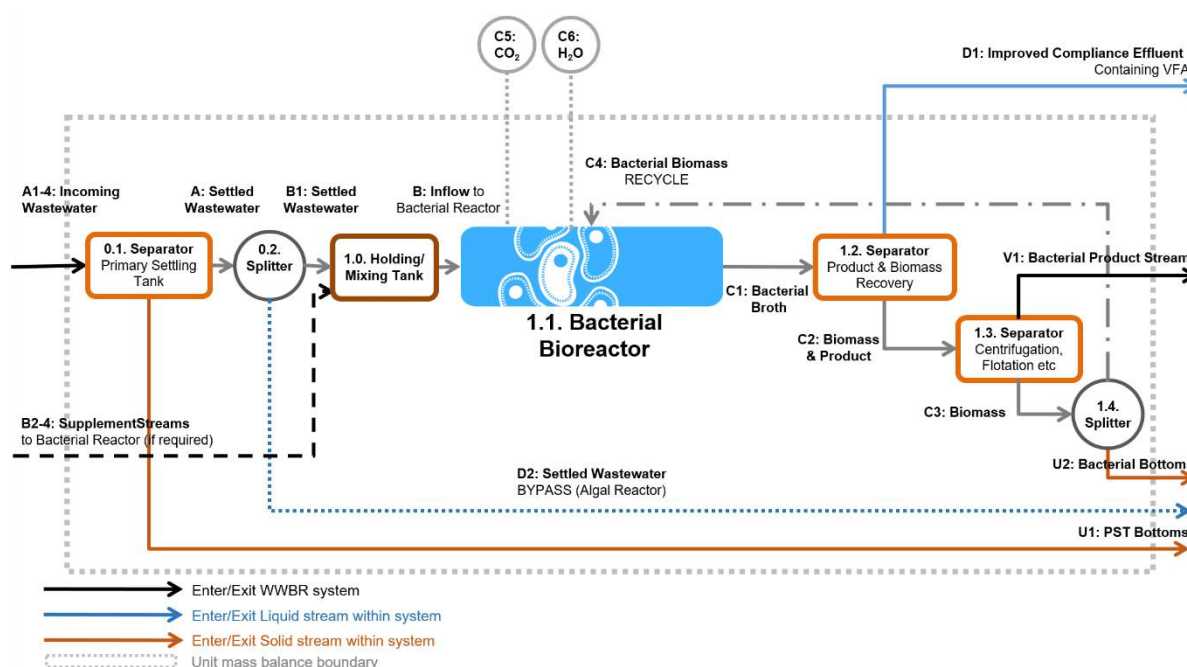 C5:
CO₂
C6:
H₂O
D1: Improved Compliance Effluent
Containing VFA
C4: Bacterial Biomass
RECYCLE
A1-4: Incoming
Wastewater
A: Settled
Wastewater
B1: Settled
Wastewater
B: Inflow to
Bacterial Reactor
0.1. Separator
Primary Settling
Tank
0.2.
Splitter
1.0. Holding/
Mixing Tank
1.1. Bacterial
Bioreactor
C1: Bacterial
Broth
1.2. Separator
Product & Biomass
Recovery
V1: Bacterial Product Stream
C2: Biomass
& Product
1.3. Separator
Centrifugation,
Flotation etc
C3: Biomass
1.4.
Splitter
B2-4: SupplementStreams
to Bacterial Reactor (if required)
U2: Bacterial Bottom
D2: Settled Wastewater
BYPASS (Algal Reactor)
U1: PST Bottoms
Enter/Exit WWBR system
Enter/Exit Liquid stream within system
Enter/Exit Solid stream within system
Unit mass balance boundary